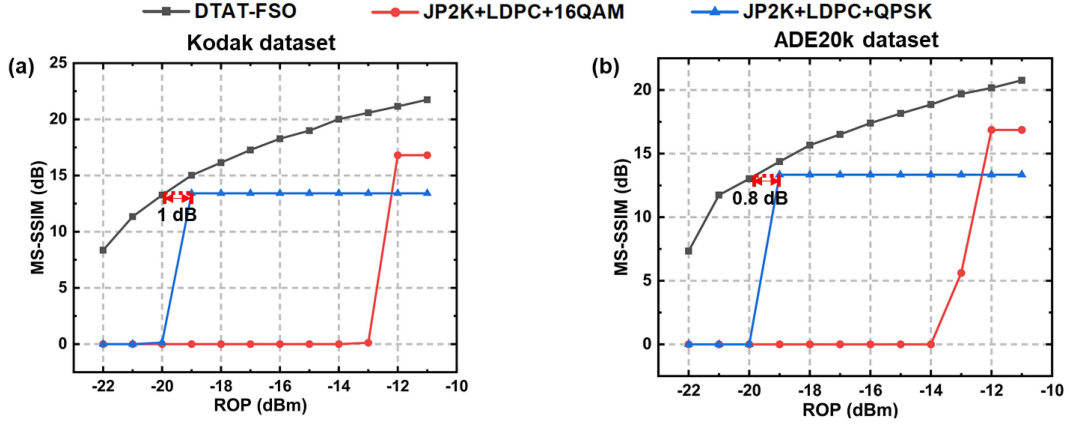 DTAT-FSO JP2K+LDPC+16QAM JP2K+LDPC+QPSK
Kodak dataset
(a)
25
20
15
10
5
0
MS-SSIM (dB)
1 dB
-22 -20 -18 -16 -14 -12 -10
ROP (dBm)
ADE20k dataset
(b)
20
15
10
5
0
MS-SSIM (dB)
0.8 dB
-22 -20 -18 -16 -14 -12 -10
ROP (dBm)